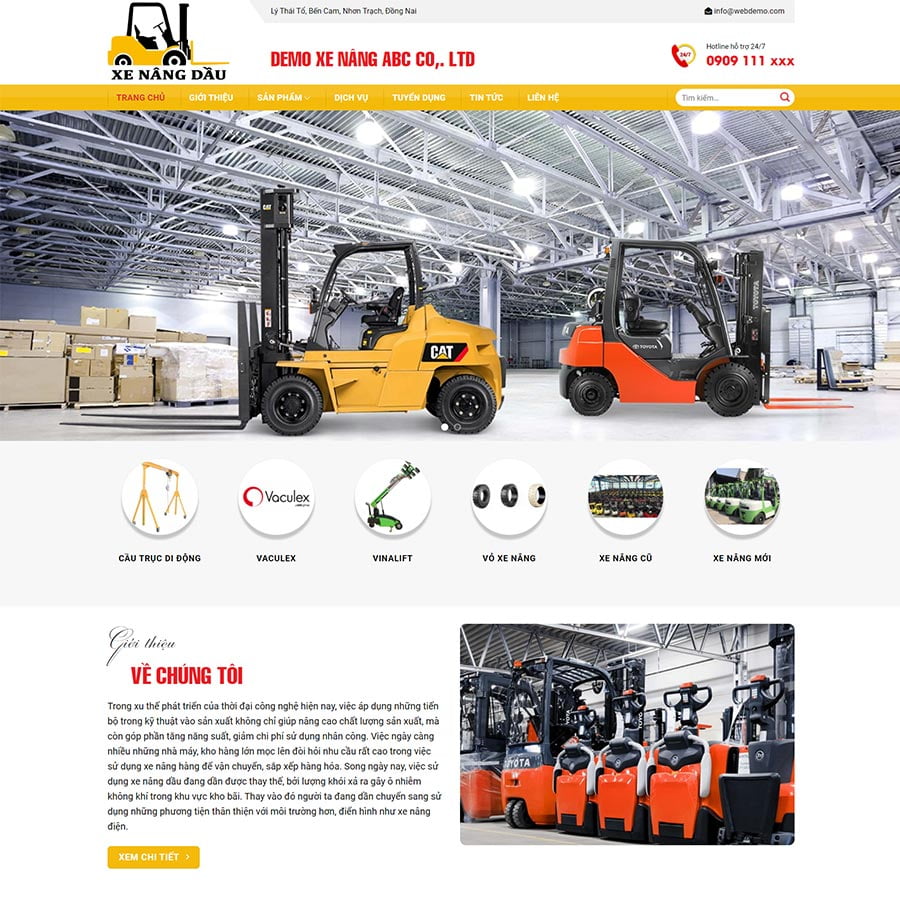 Lý Thái Tổ, Bến Cam, Nhơn Trạch, Đồng Nai
info@webdemo.com
XE NÂNG DẦU
DEMO XE NÂNG ABC CO,. LTD
24/7
Hotline hỗ trợ 24/7
0909 111 xxx
TRANG CHỦ GIỚI THIỆU SẢN PHẨM DỊCH VỤ TUYỂN DỤNG TIN TỨC LIÊN HỆ
Tìm kiếm...
CAT
TOYOTA
CAT
TOYOTA
Vaculex
CẦU TRỤC DI ĐỘNG VACULEX VINALIFT VỎ XE NÂNG XE NÂNG CŨ XE NÂNG MỚI
Giới thiệu
VỀ CHÚNG TÔI
Trong xu thế phát triển của thời đại công nghệ hiện nay, việc áp dụng những tiến
bộ trong kỹ thuật vào sản xuất không chỉ giúp nâng cao chất lượng sản xuất, mà
còn góp phần tăng năng suất, giảm chi phí sử dụng nhân công. Việc ngày càng
nhiều những nhà máy, kho hàng lớn mọc lên đòi hỏi nhu cầu rất cao trong việc
sử dụng xe nâng hàng để vận chuyển, sắp xếp hàng hóa. Song ngày nay, việc sử
dụng xe nâng dầu đang dần được thay thế, bởi lượng khói xả ra gây ô nhiễm
không khí trong khu vực kho bãi. Thay vào đó người ta đang dần chuyển sang sử
dụng những phương tiện thân thiện với môi trường hơn, điển hình như xe nâng
điện.
TOYOTA
XEM CHI TIẾT